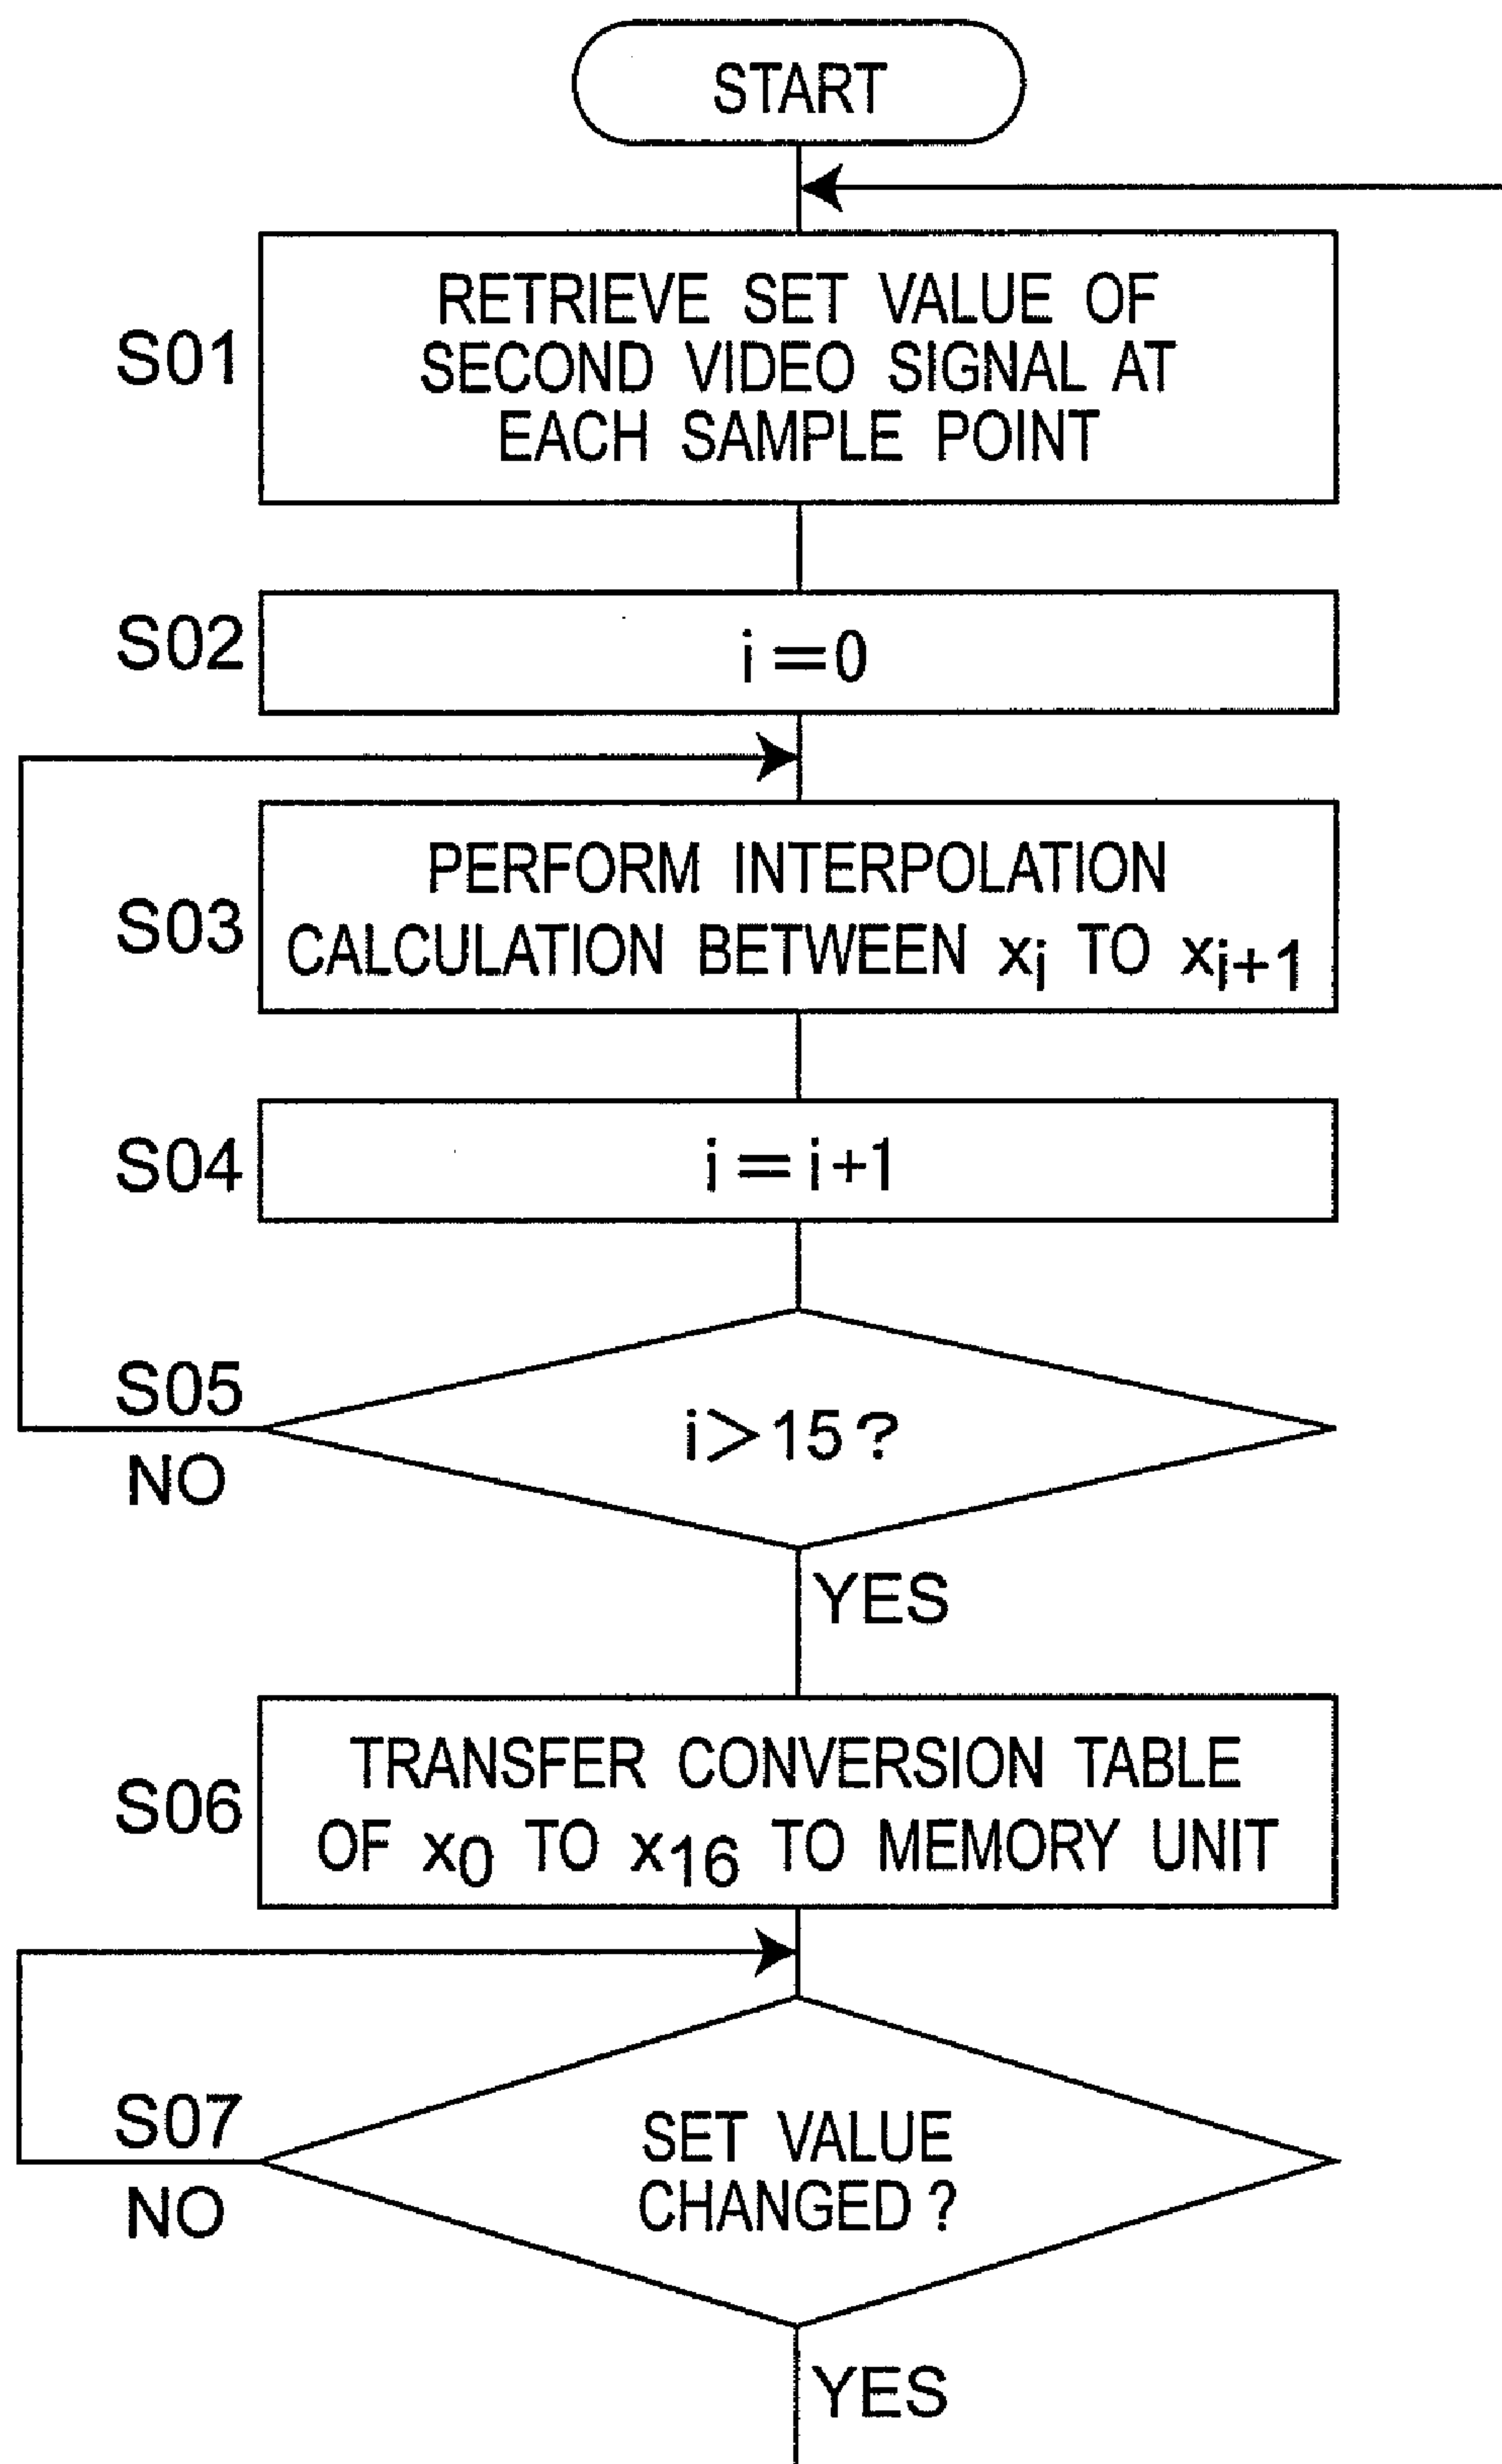 START
S01
RETRIEVE SET VALUE OF
SECOND VIDEO SIGNAL AT
EACH SAMPLE POINT
S02
i=0
S03
PERFORM INTERPOLATION
CALCULATION BETWEEN xi TO xi+1
S04
i=i+1
S05
i>15?
NO
YES
S06
TRANSFER CONVERSION TABLE
OF x0 TO x16 TO MEMORY UNIT
S07
SET VALUE
CHANGED?
NO
YES